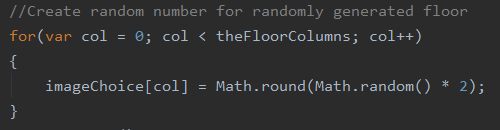 //Create random number for randomly generated floor
for(var col = 0; col < theFloorColumns; col++)
{
    imageChoice[col] = Math.round(Math.random() * 2);
}